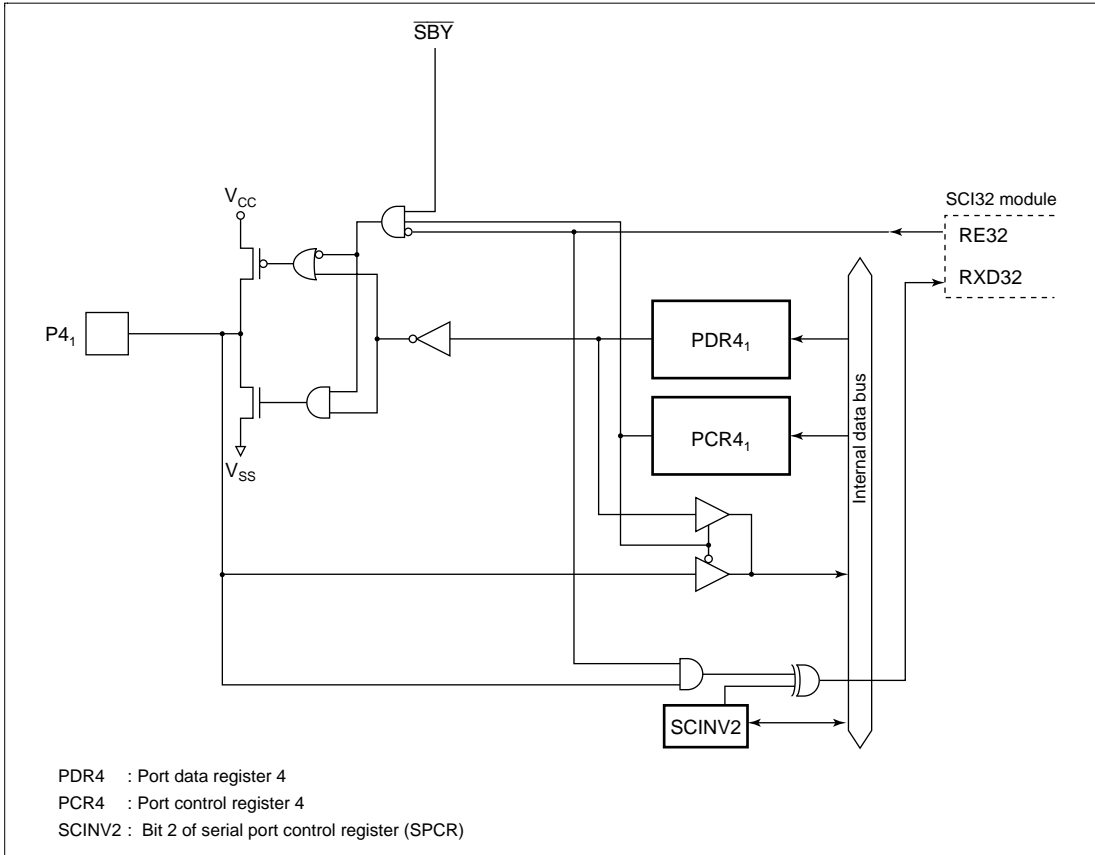 SBY
VCC
SCI32 module
RE32
RXD32
P41
PDR41
PCR41
VSS
Internal data bus
SCINV2
PDR4 : Port data register 4
PCR4 : Port control register 4
SCINV2 : Bit 2 of serial port control register (SPCR)